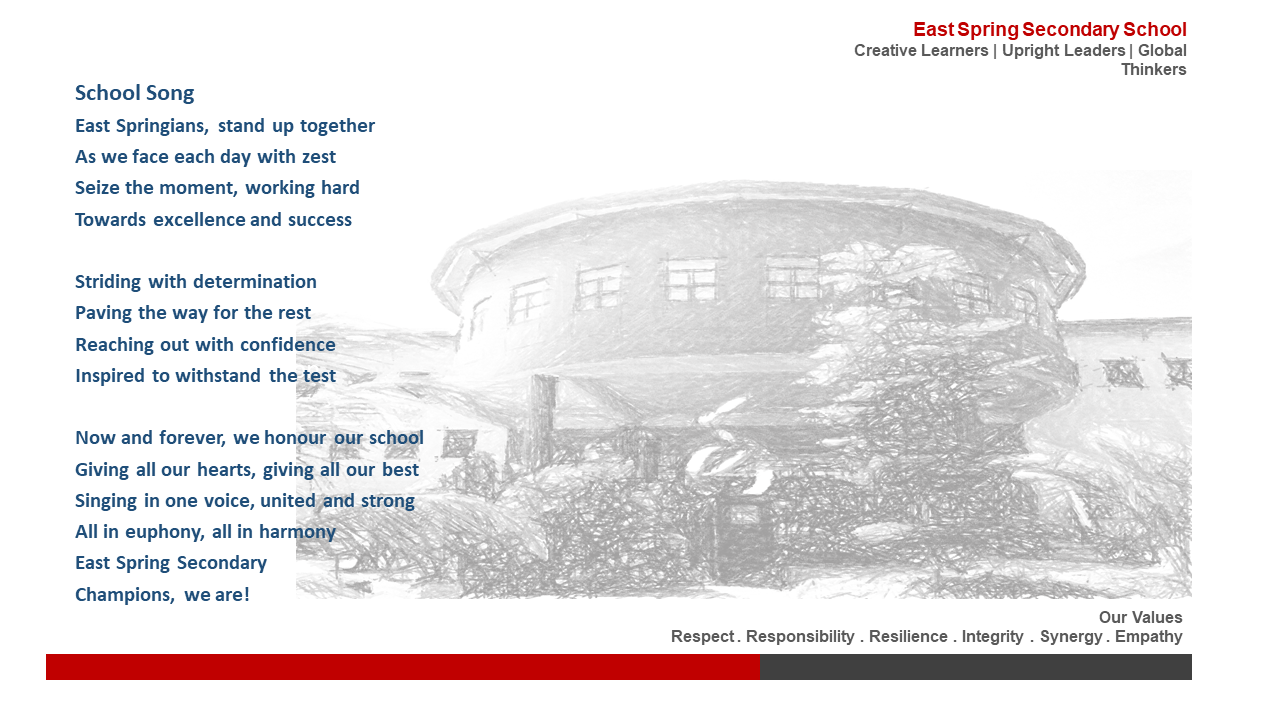 East Spring Secondary School
Creative Learners | Upright Leaders | Global
Thinkers
School Song
East Springians, stand up together
As we face each day with zest
Seize the moment, working hard
Towards excellence and success
Striding with determination
Paving the way for the rest
Reaching out with confidence
Inspired to withstand the test
Now and forever, we honour our school
Giving all our hearts, giving all our best
Singing in one voice, united and strong
All in euphony, all in harmony
East Spring Secondary
Champions, we are!
Our Values
Respect . Responsibility . Resilience . Integrity . Synergy . Empathy